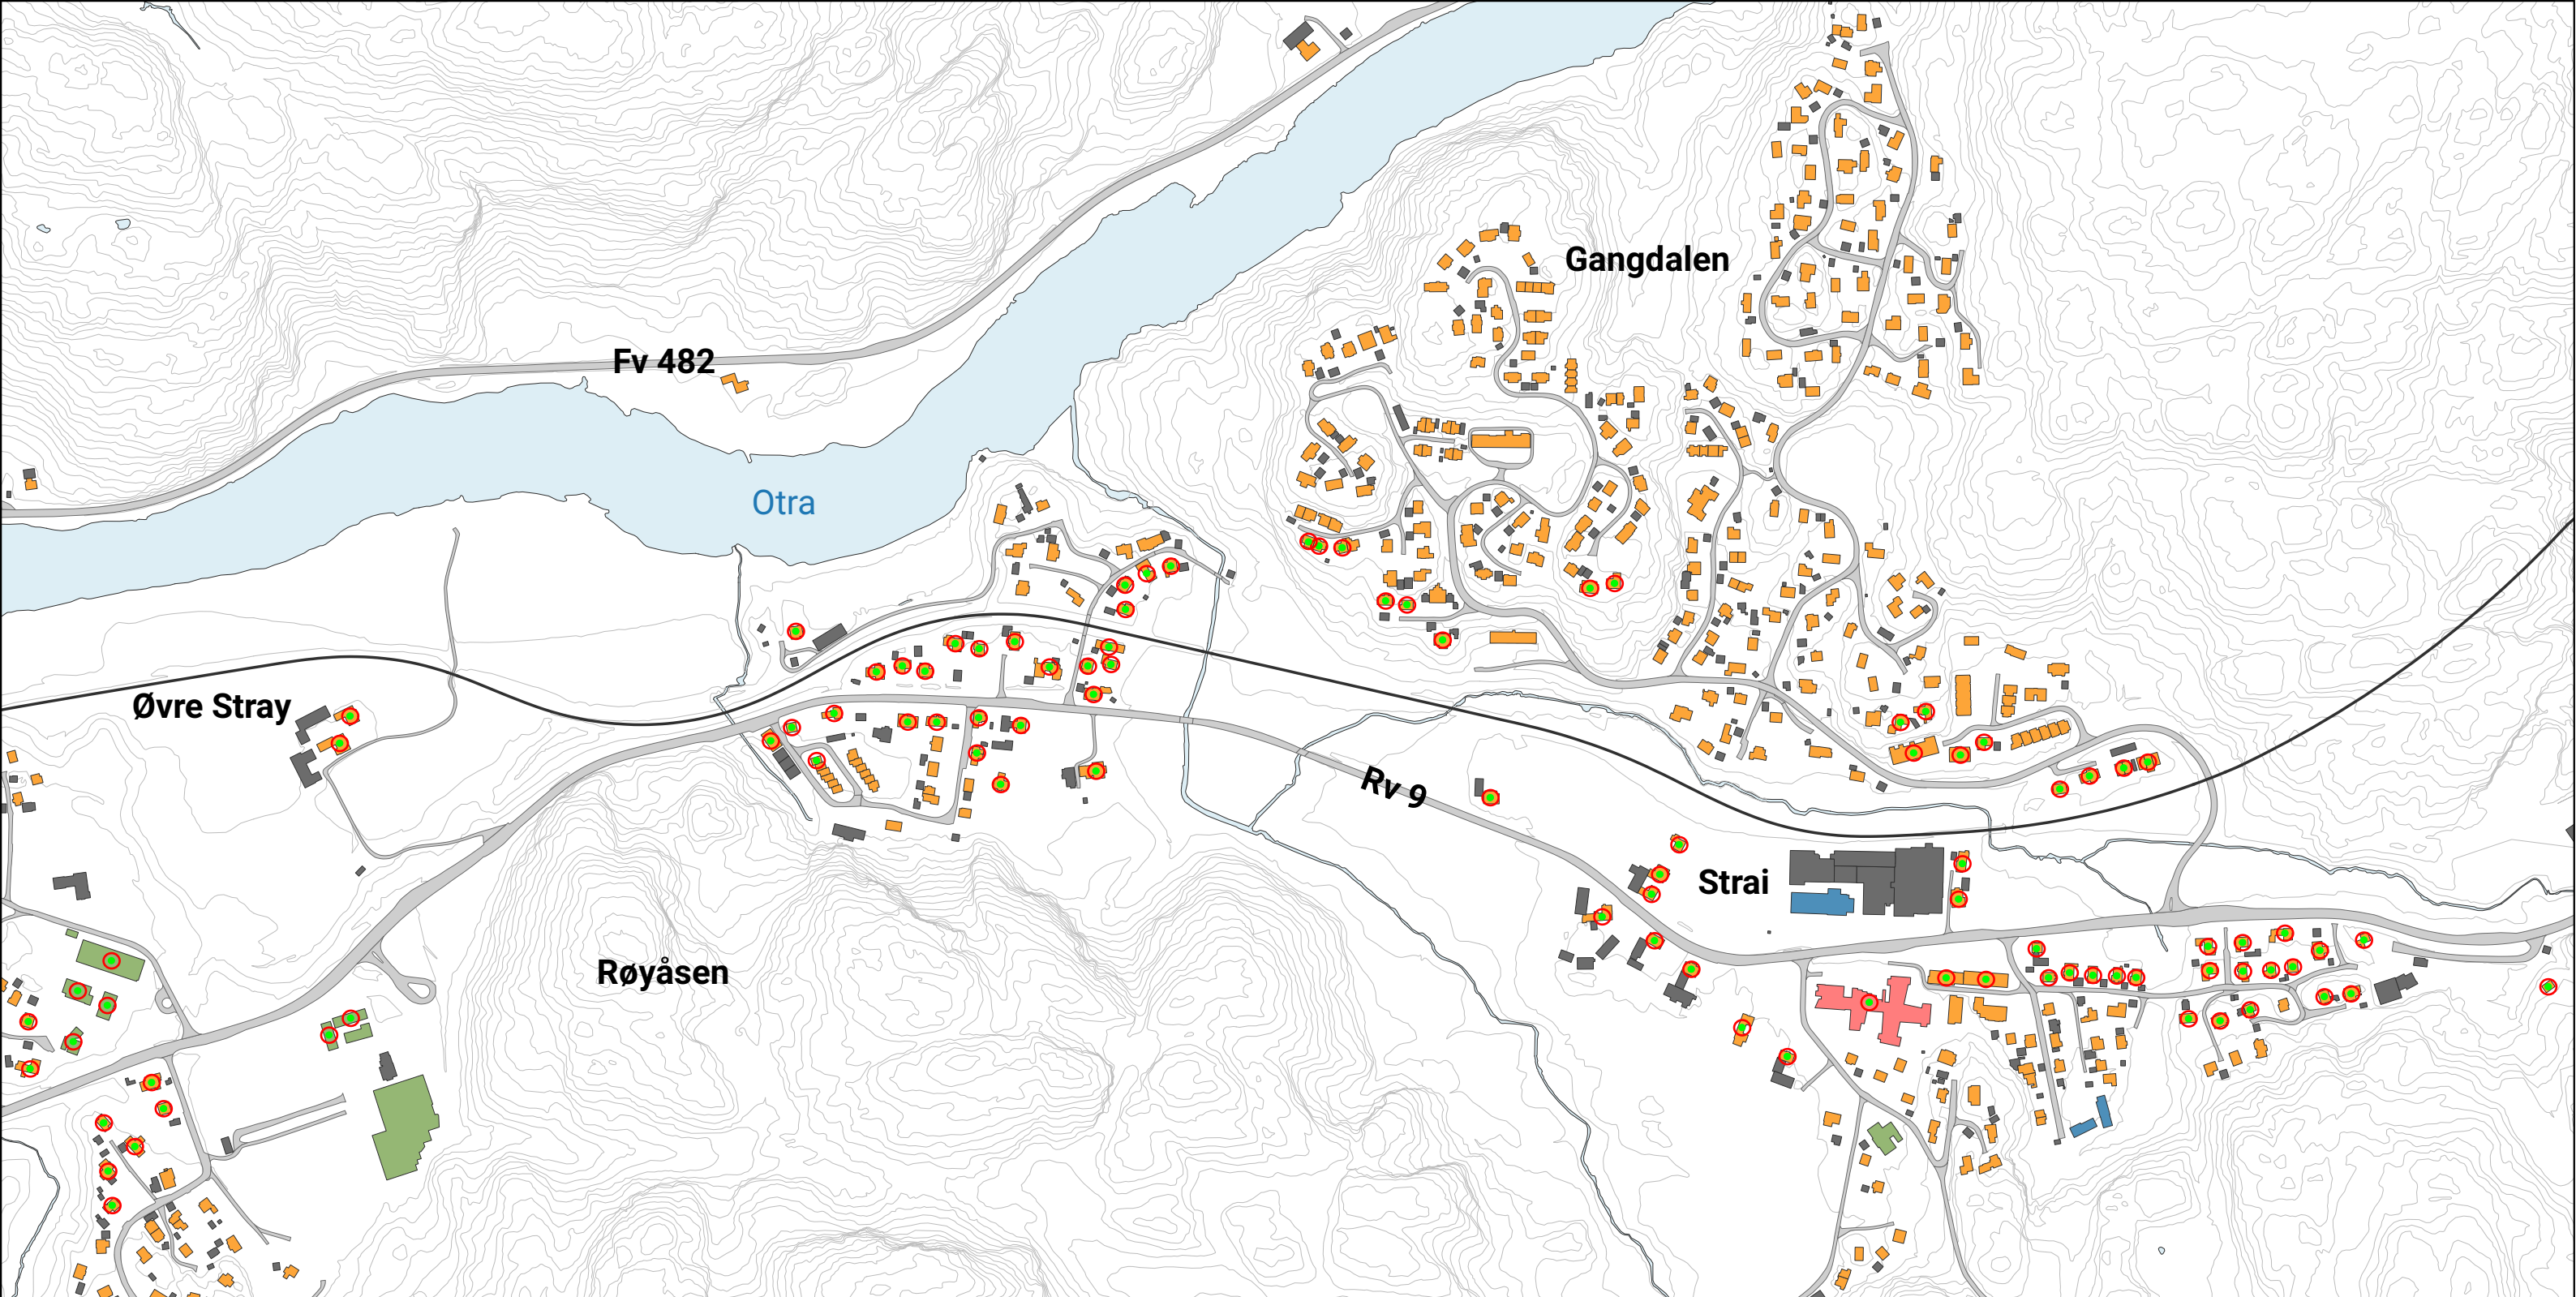 Gangdalen
Fv 482
Otra
Øvre Stray
Rv 9
Strai
Røyåsen